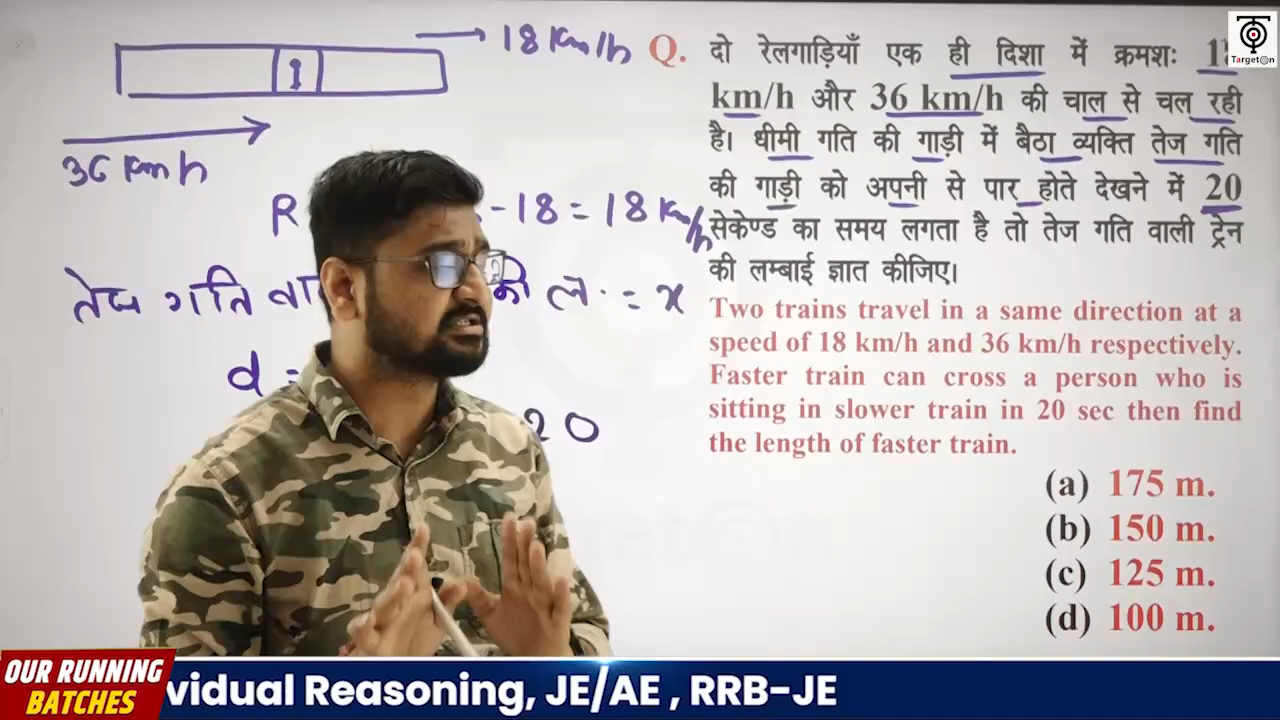 18 Km/h
36 Km/h
R - 18 = 18 Km/h
तेज गति वा की ल. = x
d =
20
Q. दो रेलगाड़ियाँ एक ही दिशा में क्रमशः 18
km/h और 36 km/h की चाल से चल रही
है। धीमी गति की गाड़ी में बैठा व्यक्ति तेज गति
की गाड़ी को अपनी से पार होते देखने में 20
सेकेण्ड का समय लगता है तो तेज गति वाली ट्रेन
की लम्बाई ज्ञात कीजिए।
Two trains travel in a same direction at a
speed of 18 km/h and 36 km/h respectively.
Faster train can cross a person who is
sitting in slower train in 20 sec then find
the length of faster train.
(a) 175 m.
(b) 150 m.
(c) 125 m.
(d) 100 m.
Target@n
OUR RUNNING
BATCHES
vidual Reasoning, JE/AE , RRB-JE